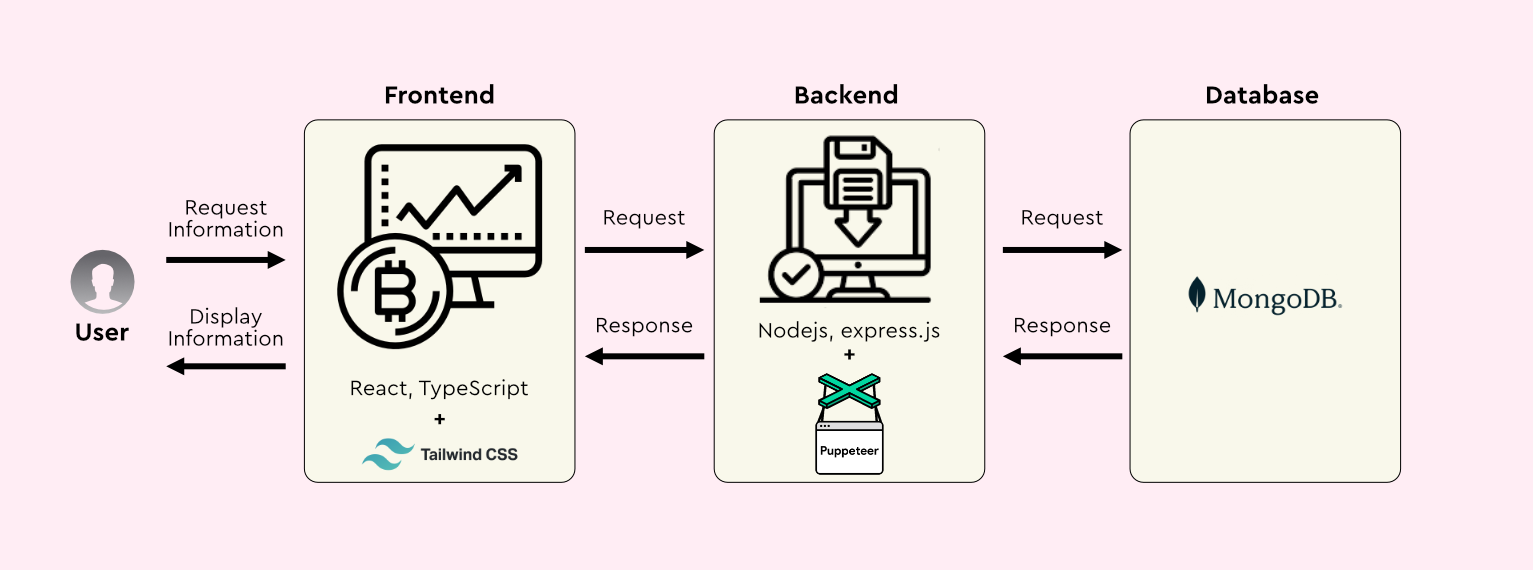 Frontend
Backend
Database
Request
Information
Display
Information
User
React, TypeScript
+
Tailwind CSS
Request
Response
Nodejs, express.js
+
Puppeteer
Request
Response
MongoDB.